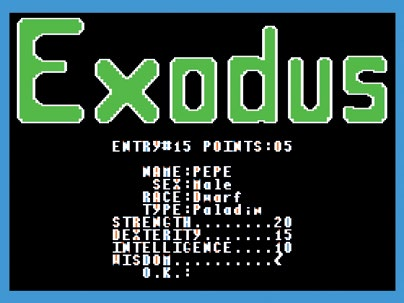 Exodus
ENTRY#15 POINTS:05
NAME:PEPE
SEX:Male
RACE:Dwarf
TYPE:Paladin
STRENGTH........20
DEXTERITY.......15
INTELLIGENCE....10
WISDOM..........
O.K.: